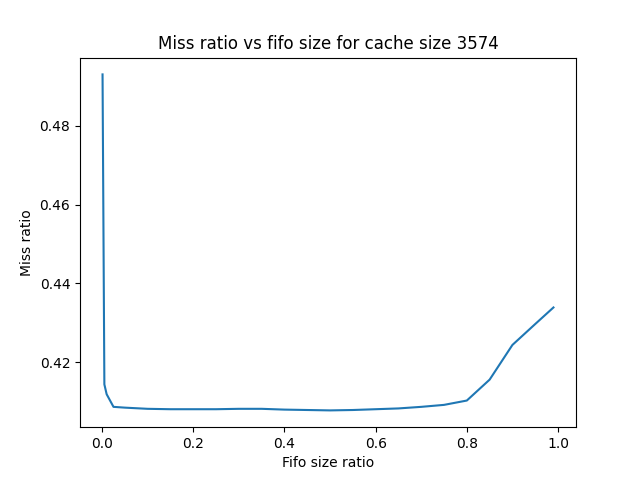 Miss ratio vs fifo size for cache size 3574
Miss ratio
0.48
0.46
0.44
0.42
0.0 0.2 0.4 0.6 0.8 1.0
Fifo size ratio